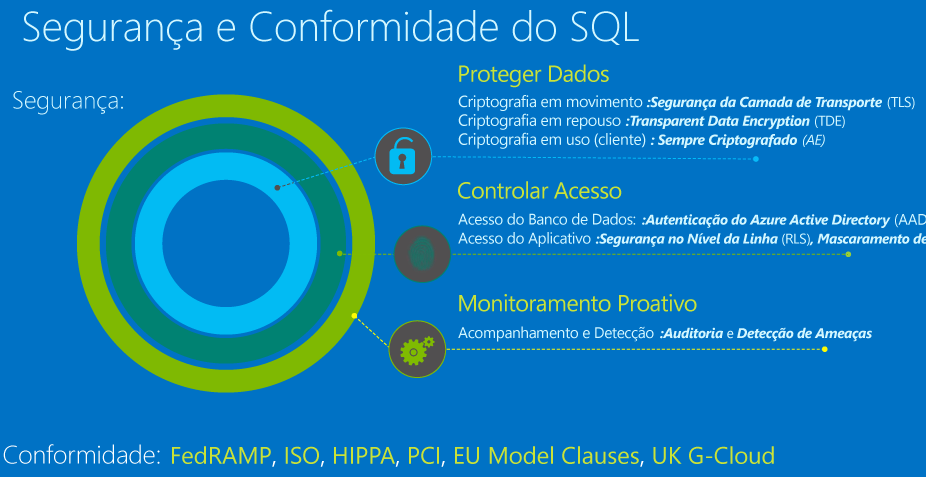 Segurança e Conformidade do SQL
Segurança:
Proteger Dados
Criptografia em movimento :Segurança da Camada de Transporte (TLS)
Criptografia em repouso :Transparent Data Encryption (TDE)
Criptografia em uso (cliente) : Sempre Criptografado (AE)
Controlar Acesso
Acesso do Banco de Dados: :Autenticação do Azure Active Directory (AAD
Acesso do Aplicativo :Segurança no Nível da Linha (RLS), Mascaramento de
Monitoramento Proativo
Acompanhamento e Detecção :Auditoria e Detecção de Ameaças
Conformidade: FedRAMP, ISO, HIPPA, PCI, EU Model Clauses, UK G-Cloud